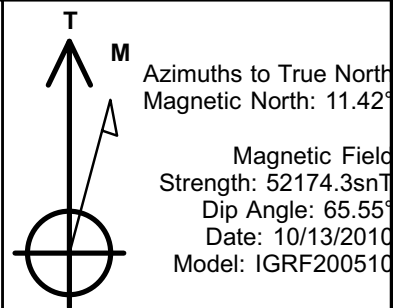 T
M
Azimuths to True North
Magnetic North: 11.42°
Magnetic Field
Strength: 52174.3snT
Dip Angle: 65.55°
Date: 10/13/2010
Model: IGRF200510